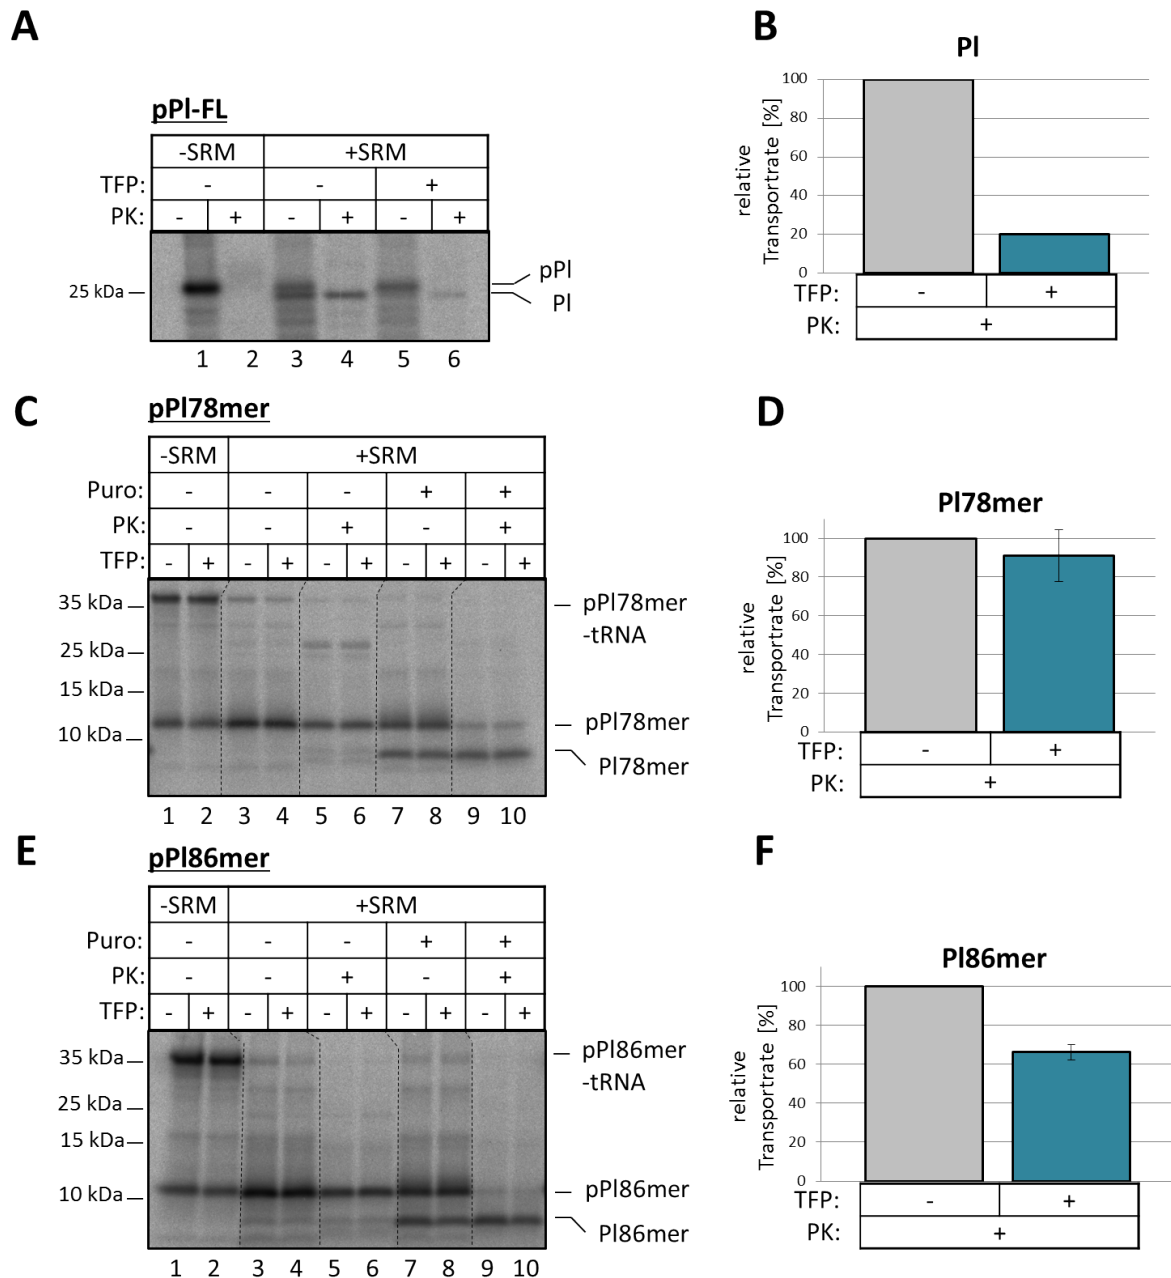 A
pPl-FL
-SRM +SRM
TFP: - - +
PK: - + - + - +
25 kDa
pPl
Pl
1 2 3 4 5 6
B
Pl
relative
Transportrate [%]
100
80
60
40
20
0
TFP: - +
PK: +
C
pPl78mer
-SRM +SRM
Puro: - - - + +
PK: - - + - +
TFP: - + - + - + - + - +
35 kDa
25 kDa
15 kDa
10 kDa
pPl78mer
-tRNA
pPl78mer
Pl78mer
1 2 3 4 5 6 7 8 9 10
D
Pl78mer
relative
Transportrate [%]
100
80
60
40
20
0
TFP: - +
PK: +
E
pPl86mer
-SRM +SRM
Puro: - - - + +
PK: - - + - +
TFP: - + - + - + - + - +
35 kDa
25 kDa
15 kDa
10 kDa
pPl86mer
-tRNA
pPl86mer
Pl86mer
1 2 3 4 5 6 7 8 9 10
F
Pl86mer
relative
Transportrate [%]
100
80
60
40
20
0
TFP: - +
PK: +